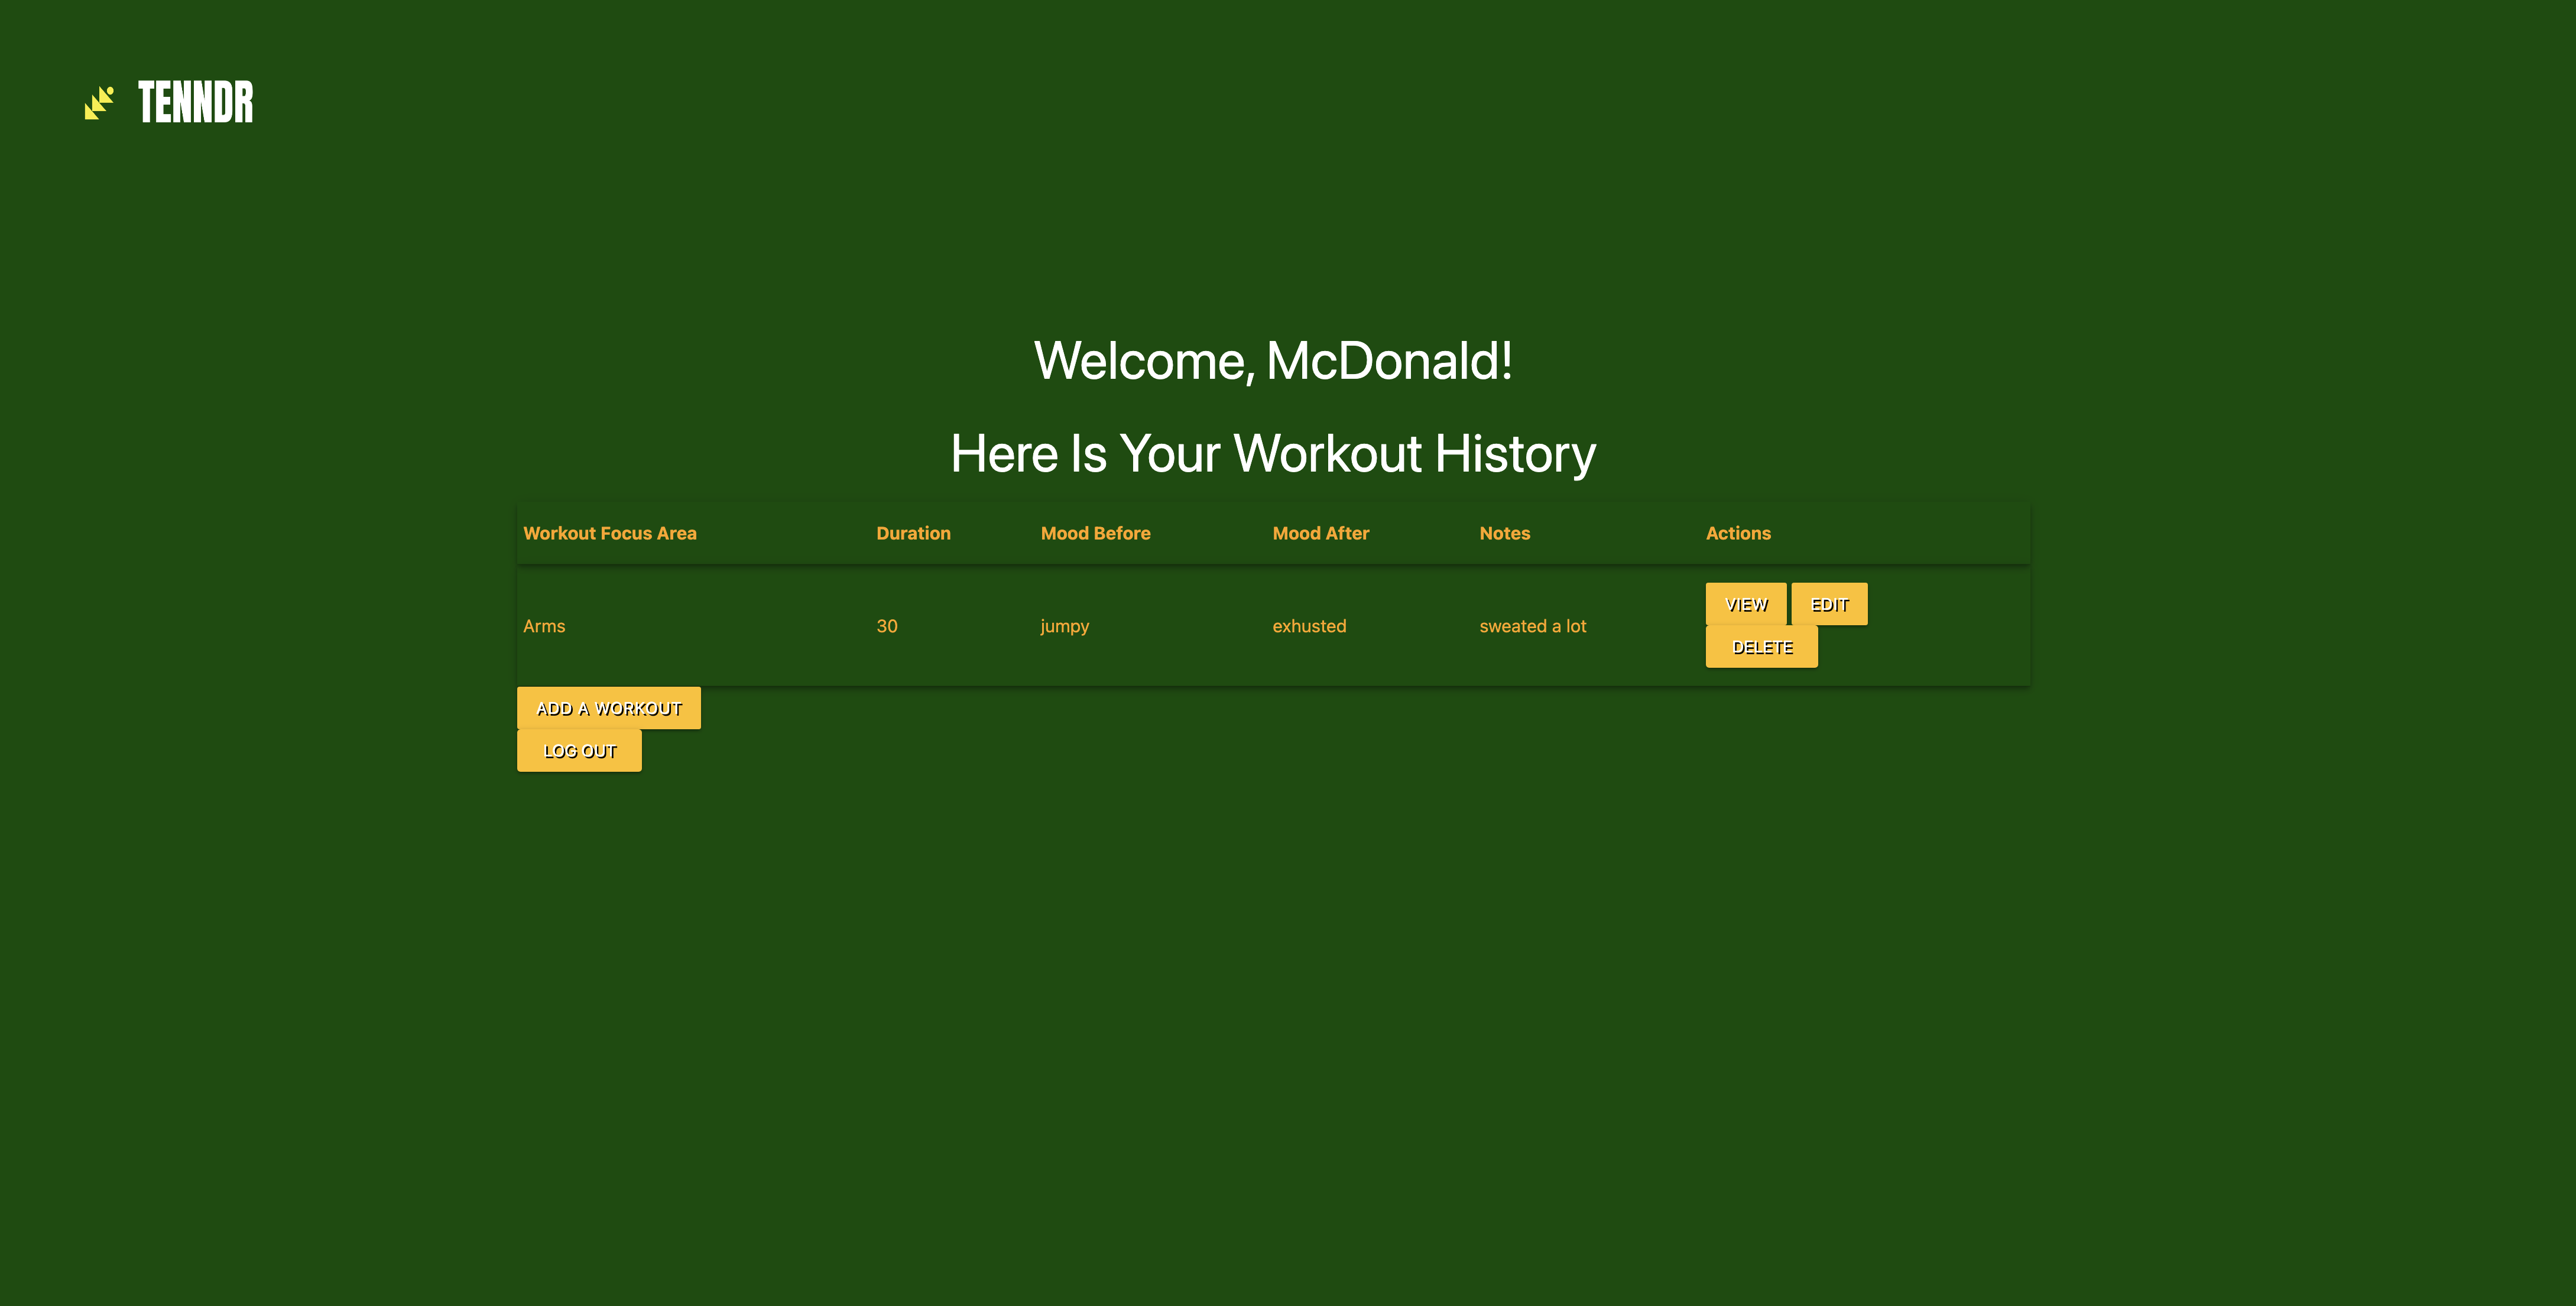 TENNDR
Welcome, McDonald!
Here Is Your Workout History
Workout Focus Area Duration Mood Before Mood After Notes Actions
Arms 30 jumpy exhusted sweated a lot VIEW EDIT
DELETE
ADD A WORKOUT
LOG OUT